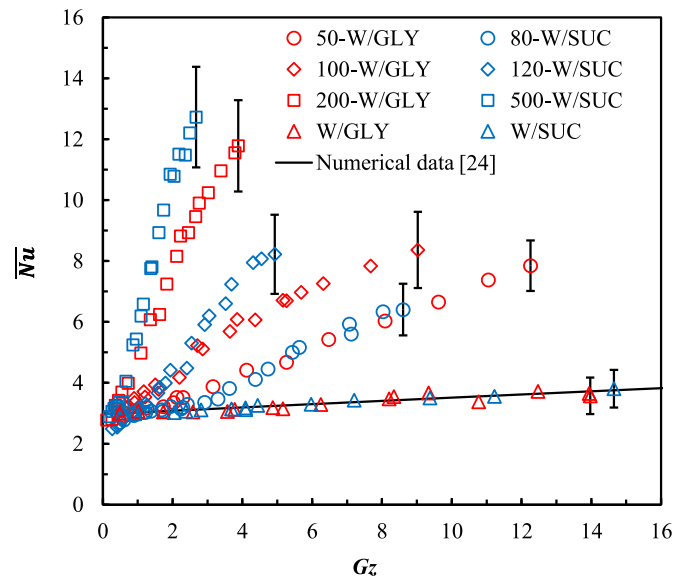 16
14
12
10
8
6
4
2
0
Nu
50-W/GLY
80-W/SUC
100-W/GLY
120-W/SUC
200-W/GLY
500-W/SUC
W/GLY
W/SUC
Numerical data [24]
0 2 4 6 8 10 12 14 16
Gz